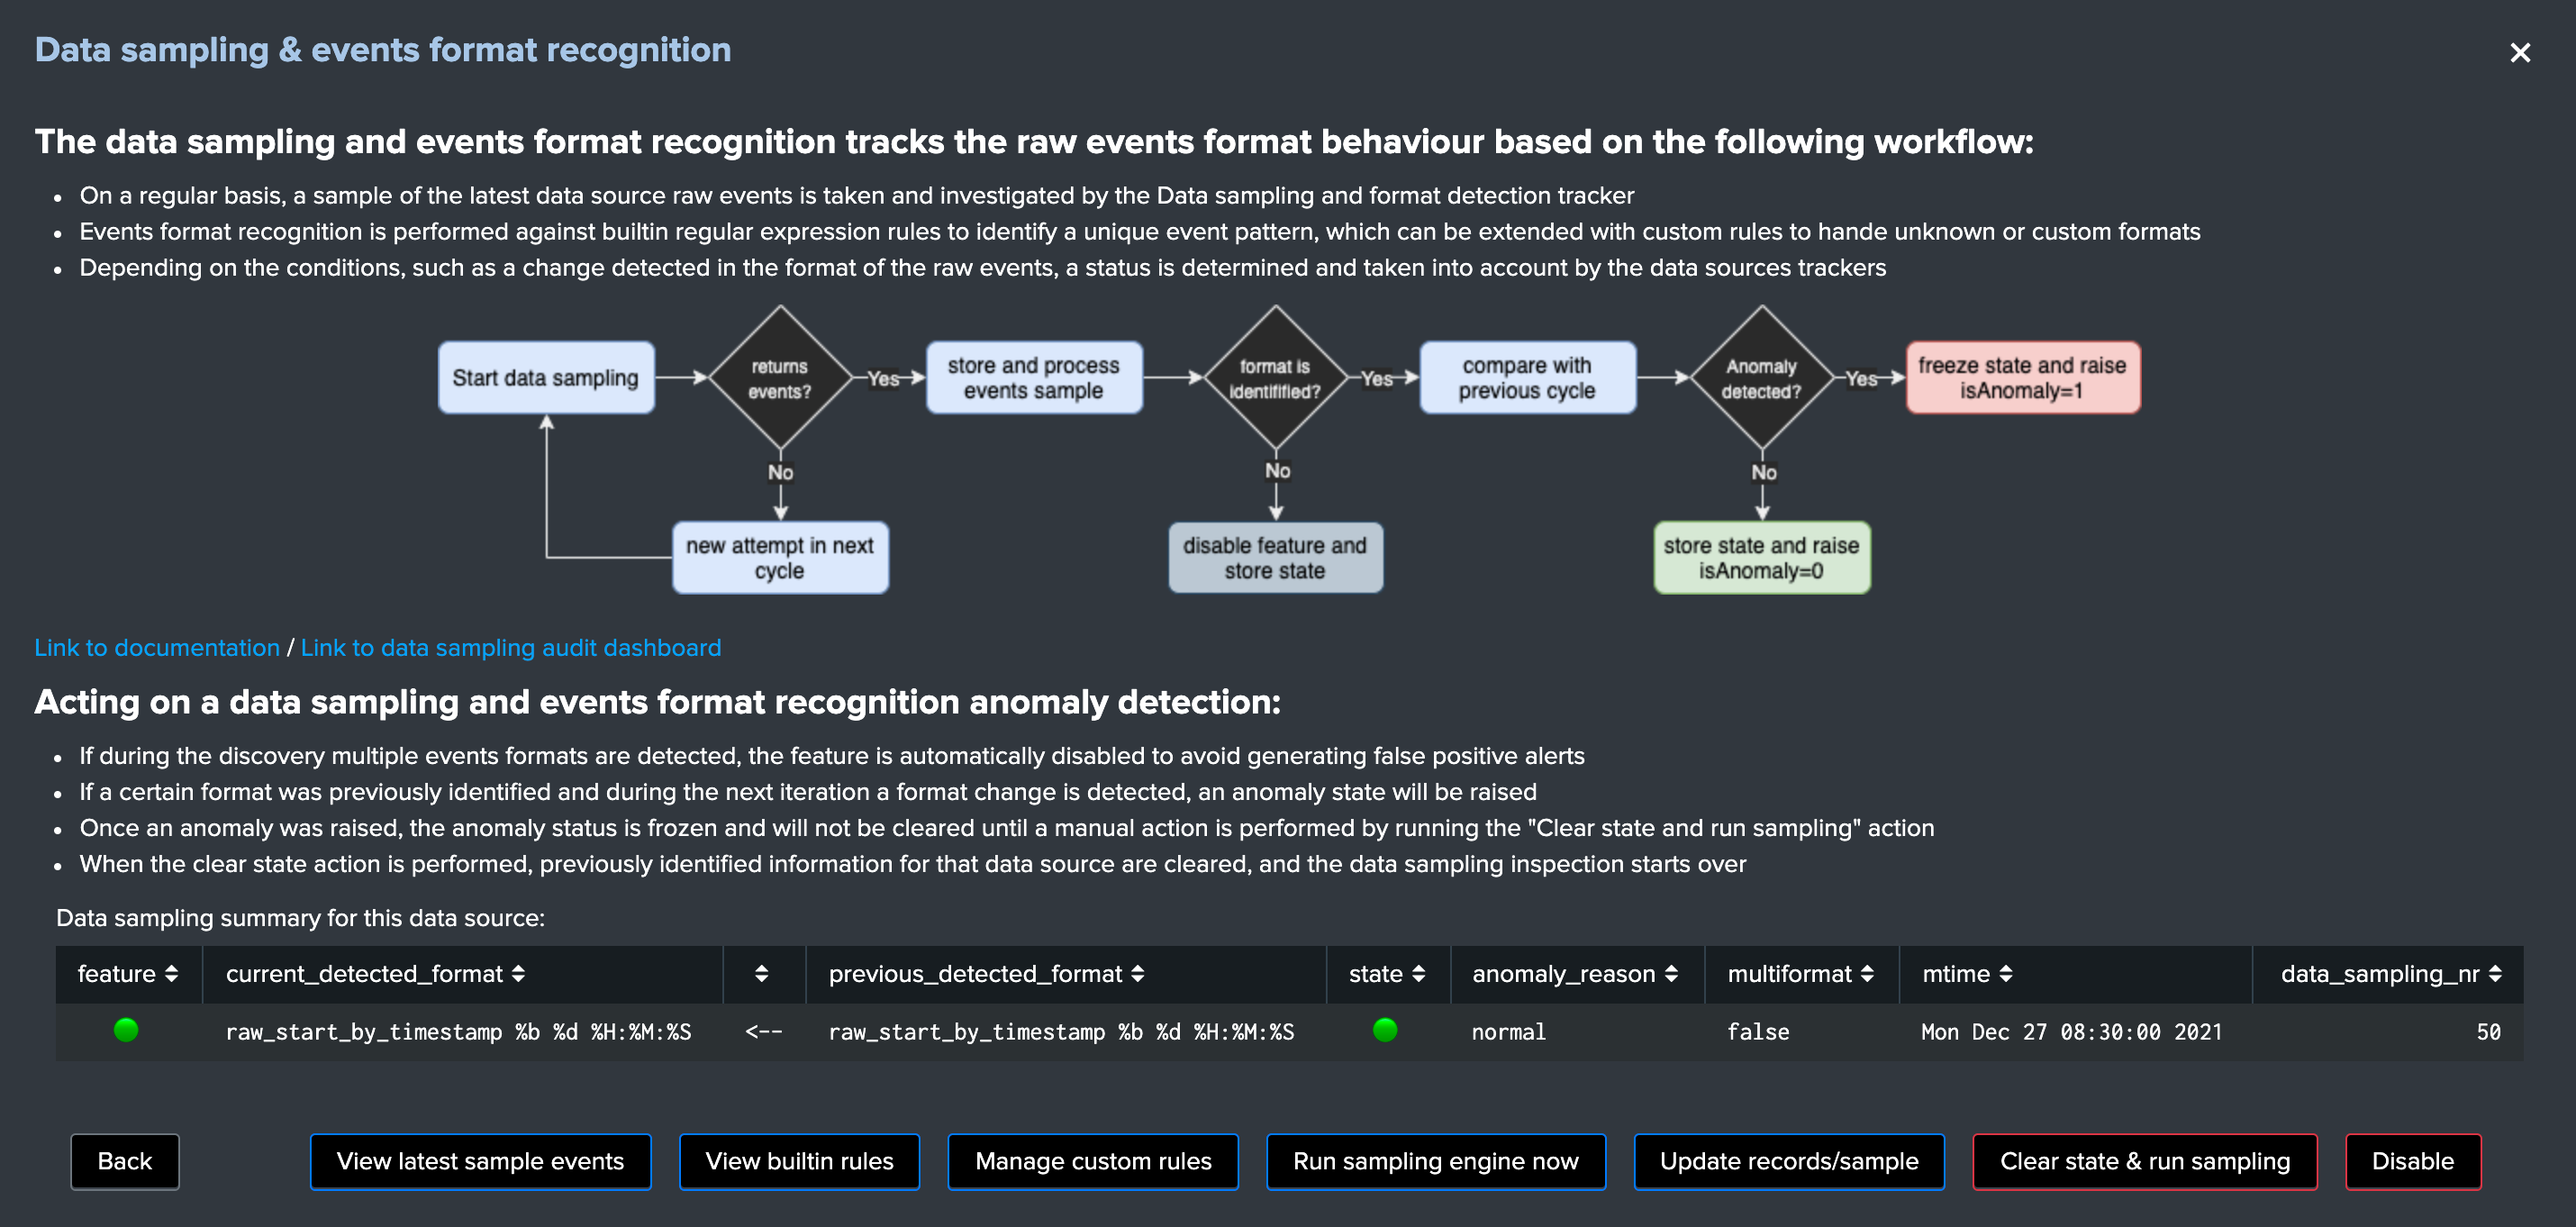 Data sampling & events format recognition
The data sampling and events format recognition tracks the raw events format behaviour based on the following workflow:
On a regular basis, a sample of the latest data source raw events is taken and investigated by the Data sampling and format detection tracker
Events format recognition is performed against builtin regular expression rules to identify a unique event pattern, which can be extended with custom rules to hande unknown or custom formats
Depending on the conditions, such as a change detected in the format of the raw events, a status is determined and taken into account by the data sources trackers
Start data sampling
returns
events?
Yes
store and process
events sample
format is
identitified?
Yes
compare with
previous cycle
Anomaly
detected?
Yes
freeze state and raise
isAnomaly=1
No
No
No
new attempt in next
cycle
disable feature and
store state
store state and raise
isAnomaly=0
Link to documentation / Link to data sampling audit dashboard
Acting on a data sampling and events format recognition anomaly detection:
If during the discovery multiple events formats are detected, the feature is automatically disabled to avoid generating false positive alerts
If a certain format was previously identified and during the next iteration a format change is detected, an anomaly state will be raised
Once an anomaly was raised, the anomaly status is frozen and will not be cleared until a manual action is performed by running the "Clear state and run sampling" action
When the clear state action is performed, previously identified information for that data source are cleared, and the data sampling inspection starts over
Data sampling summary for this data source:
feature current_detected_format previous_detected_format state anomaly_reason multiformat mtime data_sampling_nr
raw_start_by_timestamp %b %d %H:%M:%S <-- raw_start_by_timestamp %b %d %H:%M:%S normal false Mon Dec 27 08:30:00 2021 50
Back View latest sample events View builtin rules Manage custom rules Run sampling engine now Update records/sample Clear state & run sampling Disable